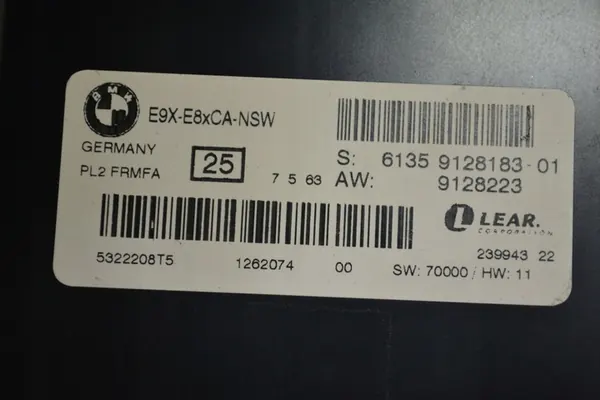 BMW
E9X-E8xCA-NSW
GERMANY
PL2 FRMFA
25
7 5 63
S: 6135 9128183-01
AW: 9128223
LEAR.
CORPORATION
239943 22
5322208T5 1262074 00 SW: 70000 / HW: 11